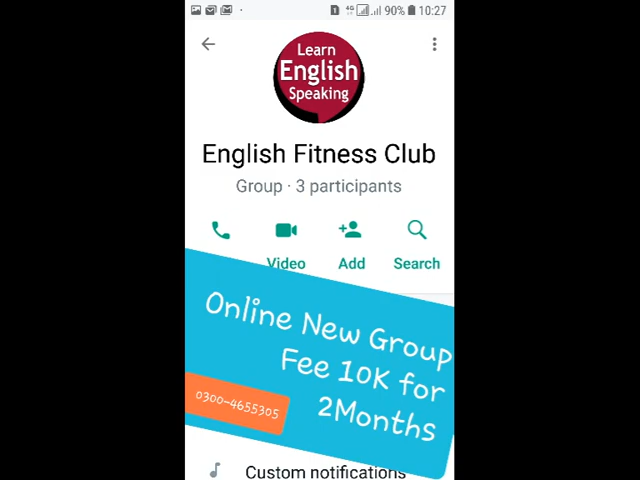 90% 10:27
Learn
English
Speaking
English Fitness Club
Group · 3 participants
Video Add Search
Online New Group
Fee 10K for
2Months
0300-4655305
Custom notifications